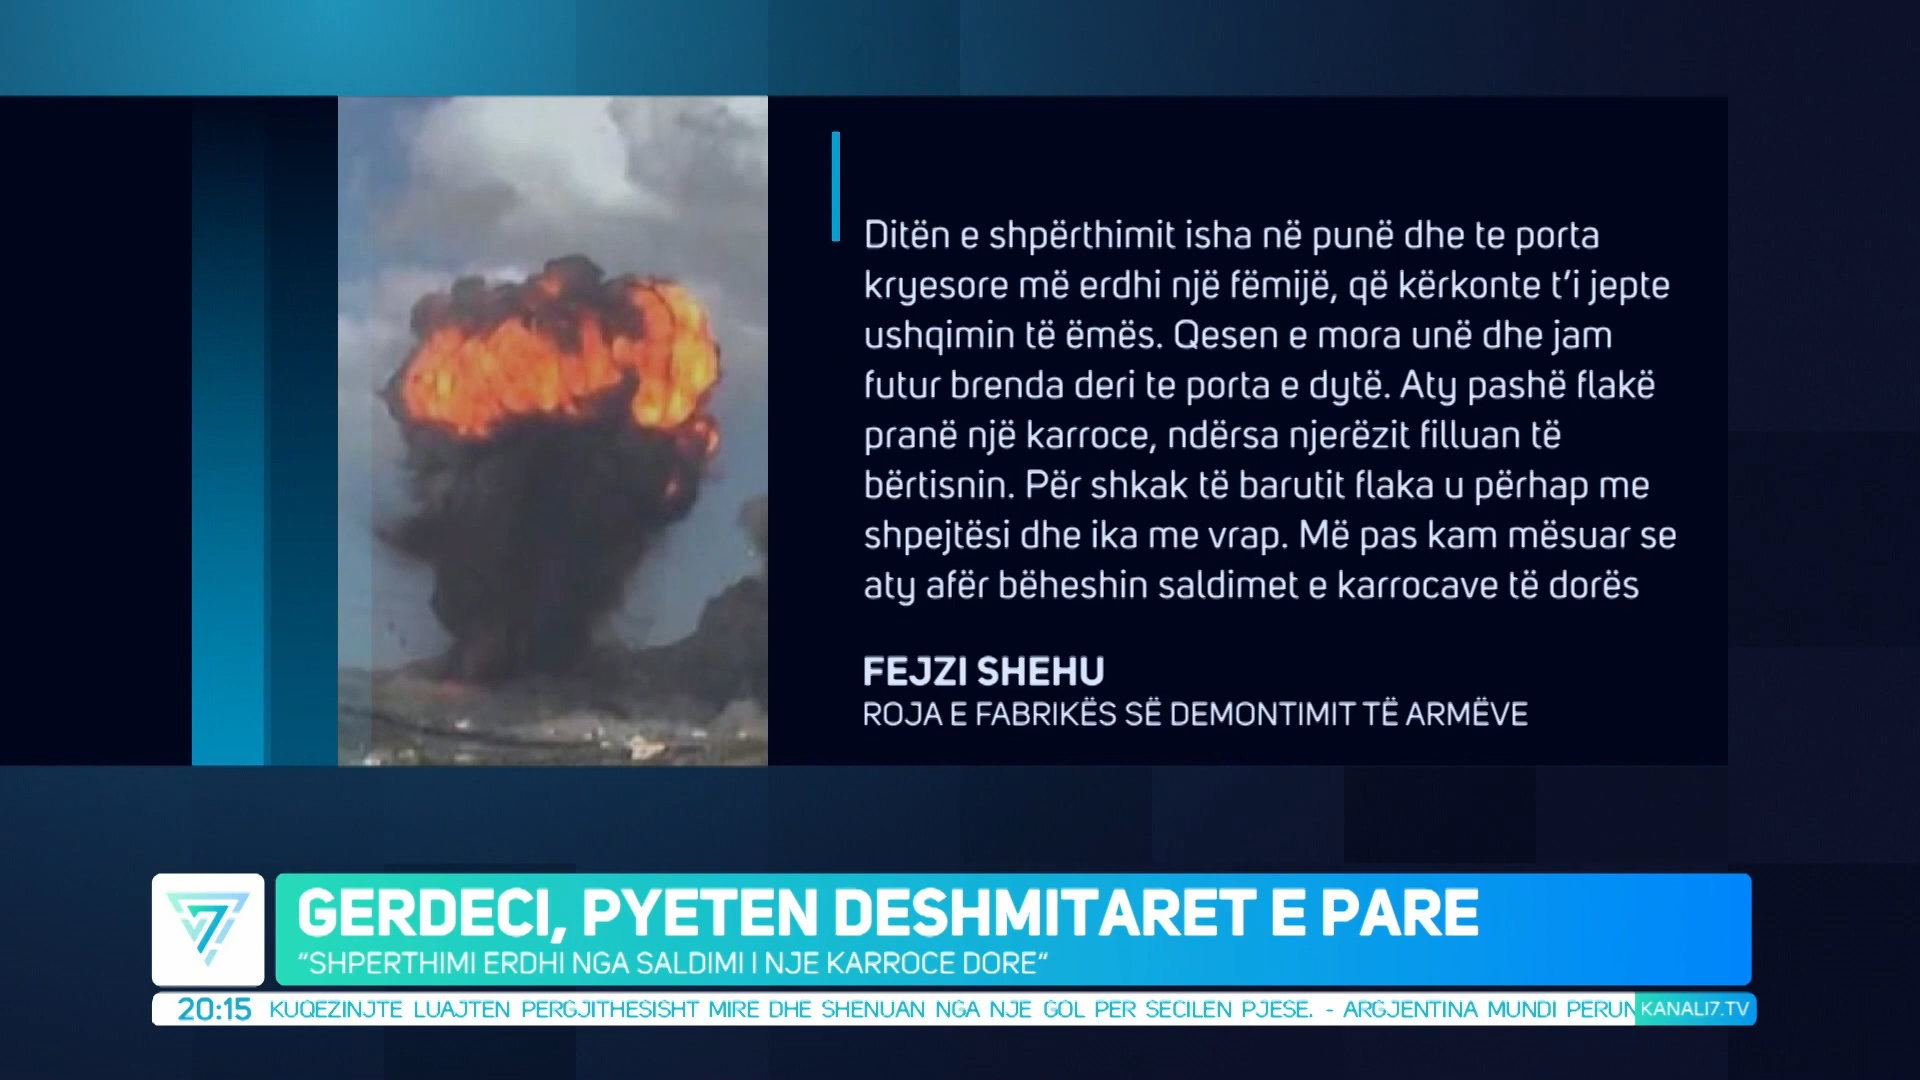 Ditën e shpërthimit isha në punë dhe te porta
kryesore më erdhi një fëmijë, që kërkonte t'i jepte
ushqimin të ëmës. Qesen e mora unë dhe jam
futur brenda deri te porta e dytë. Aty pashë flakë
pranë një karroce, ndërsa njerëzit filluan të
bërtisnin. Për shkak të barutit flaka u përhap me
shpejtësi dhe ika me vrap. Më pas kam mësuar se
aty afër bëheshin saldimet e karrocave të dorës
FEJZI SHEHU
ROJA E FABRIKËS SË DEMONTIMIT TË ARMËVE
GERDECI, PYETEN DESHMITARET E PARE
“SHPERTHIMI ERDHI NGA SALDIMI I NJE KARROCE DORE“
20:15 KUQEZINJTE LUAJTEN PERGJITHESISHT MIRE DHE SHENUAN NGA NJE GOL PER SECILEN PJESE. - ARGJENTINA MUNDI PERUN KANALI7.TV